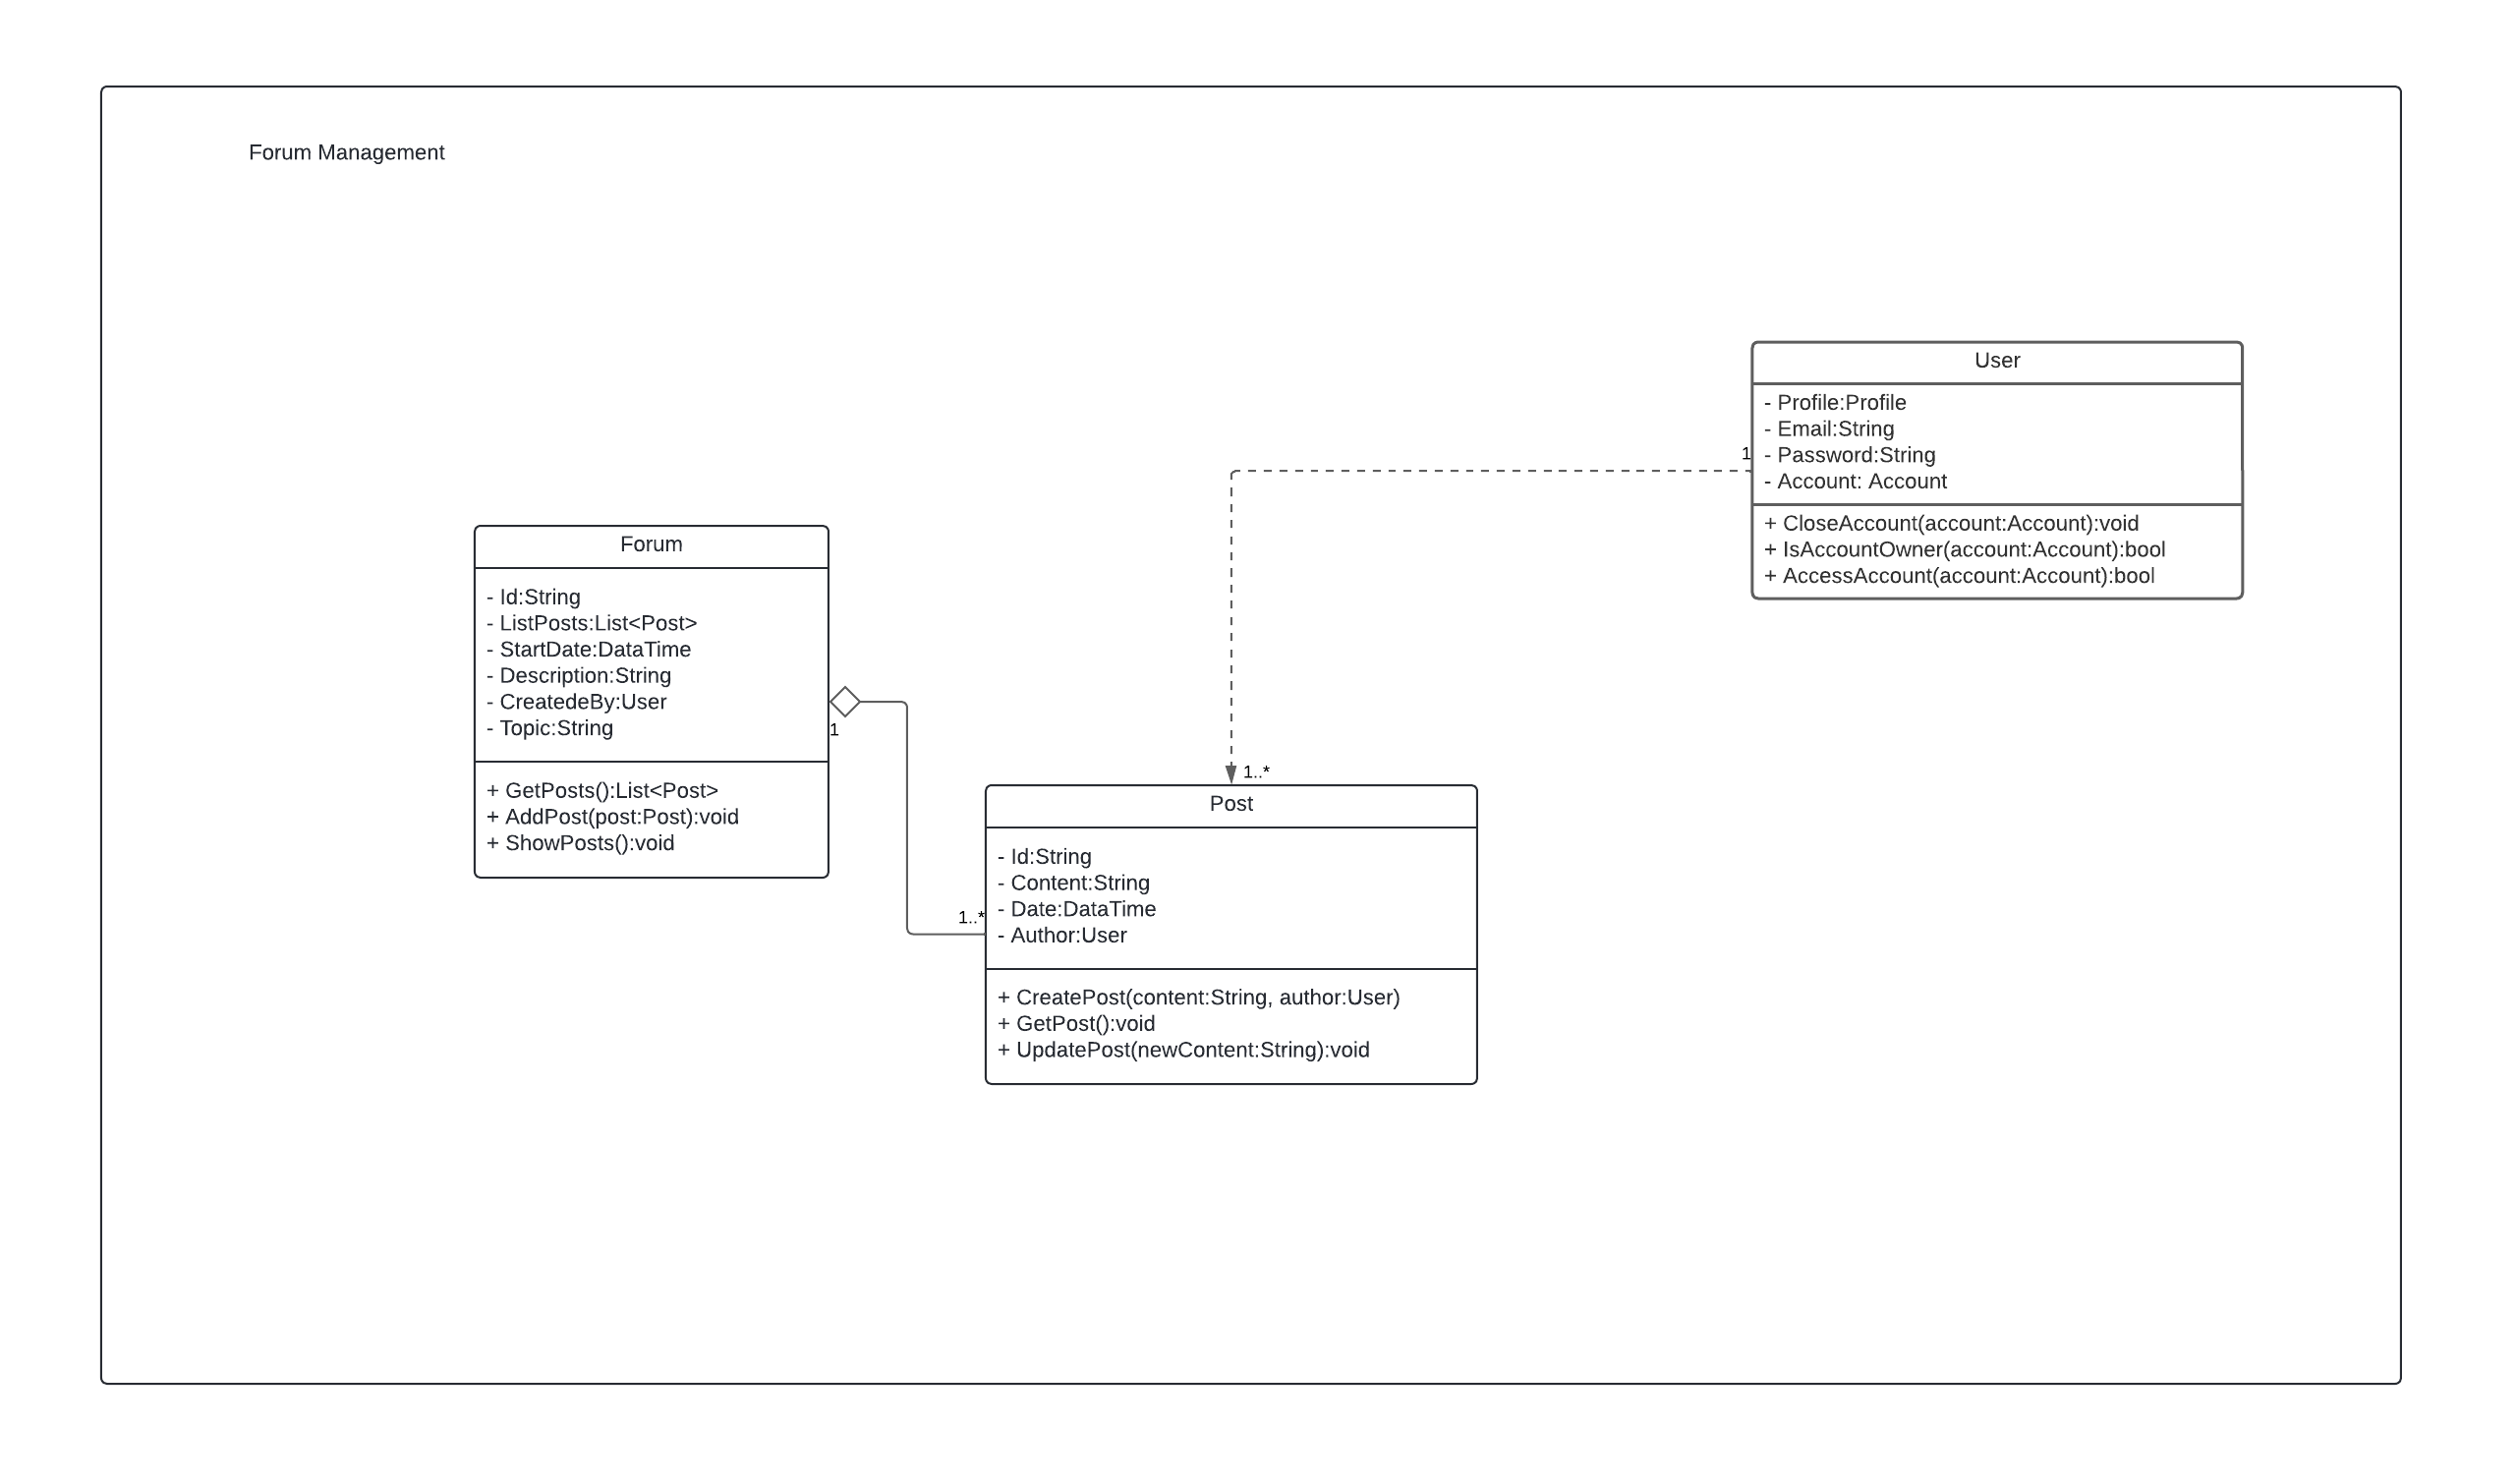 Forum Management
User
- Profile:Profile
- Email:String
- Password:String
- Account: Account
+ CloseAccount(account:Account):void
+ IsAccountOwner(account:Account):bool
+ AccessAccount(account:Account):bool
1
1..*
Forum
- Id:String
- ListPosts:List<Post>
- StartDate:DataTime
- Description:String
- CreatedeBy:User
- Topic:String
+ GetPosts():List<Post>
+ AddPost(post:Post):void
+ ShowPosts():void
1
1..*
Post
- Id:String
- Content:String
- Date:DataTime
- Author:User
+ CreatePost(content:String, author:User)
+ GetPost():void
+ UpdatePost(newContent:String):void